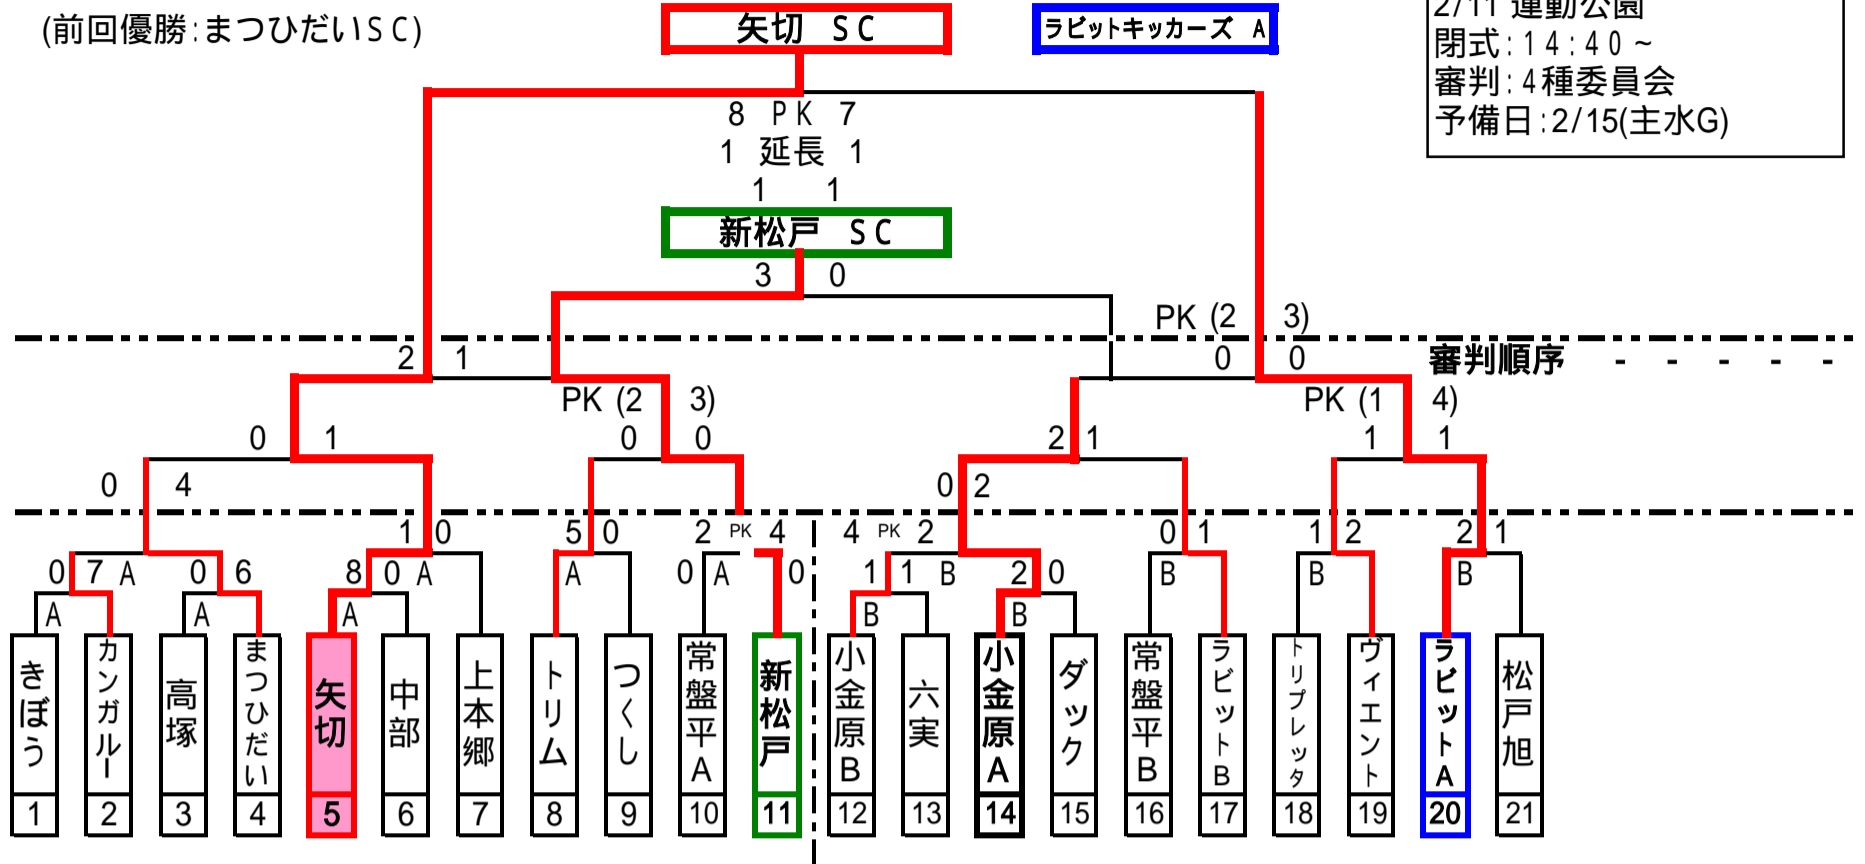 (前回優勝:まつひだいSC)
矢切 SC
ラビットキッカーズ A
2/11 運動公園
閉式:14:40~
審判:4種委員会
予備日:2/15(主水G)
8 PK 7
1 延長 1
1 1
新松戸 SC
3 0
PK (2 3)
2 1
0 0
審判順序 - - - - -
PK (2 3)
PK (1 4)
0 1
0 0
2 1
1 1
0 4
0 2
1 0
5 0
2 PK 4
4 PK 2
0 1
1 2
2 1
0 7 A
0 6
8 0 A
A
0 A 0
1 1 B
2 0
B
B
B
A
A
A
B
B
きぼう
カンガルー
高塚
まつひだい
矢切
中部
上本郷
トリム
つくし
常盤平A
新松戸
小金原B
六実
小金原A
ダック
常盤平B
ラビットB
トリプレッタ
ヴィエント
ラビットA
松戸旭
1 2 3 4 5 6 7 8 9 10 11 12 13 14 15 16 17 18 19 20 21